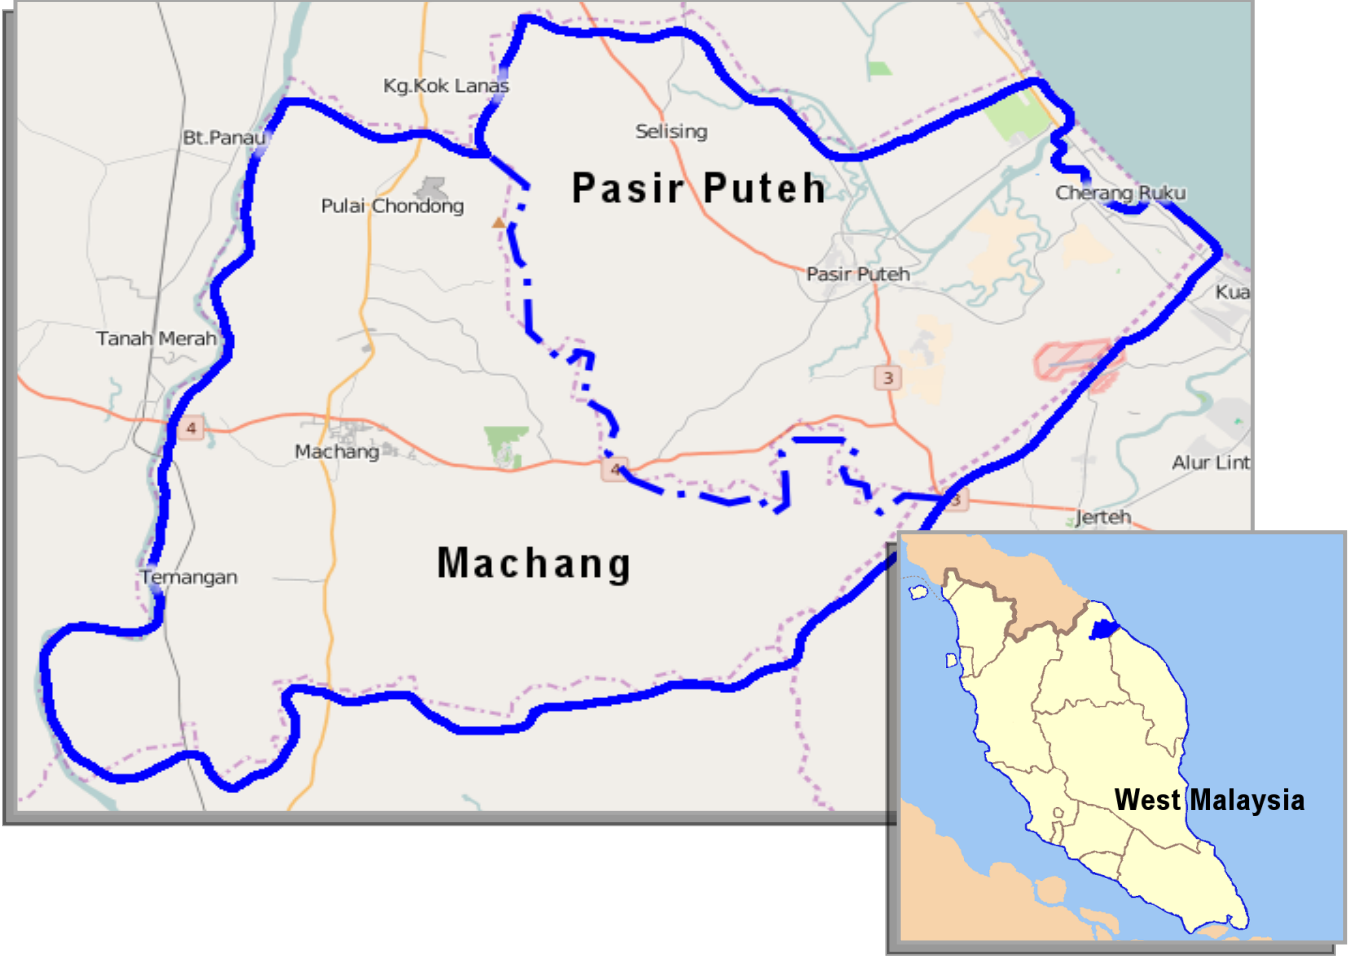 Kg.Kok Lanas
Bt.Panau
Selising
Pasir Puteh
Pulai Chondong
Cherang Ruku
Pasir Puteh
Kua
Tanah Merah
3
4
Machang
4
Alur Lint
3
Jerteh
Machang
Temangan
West Malaysia